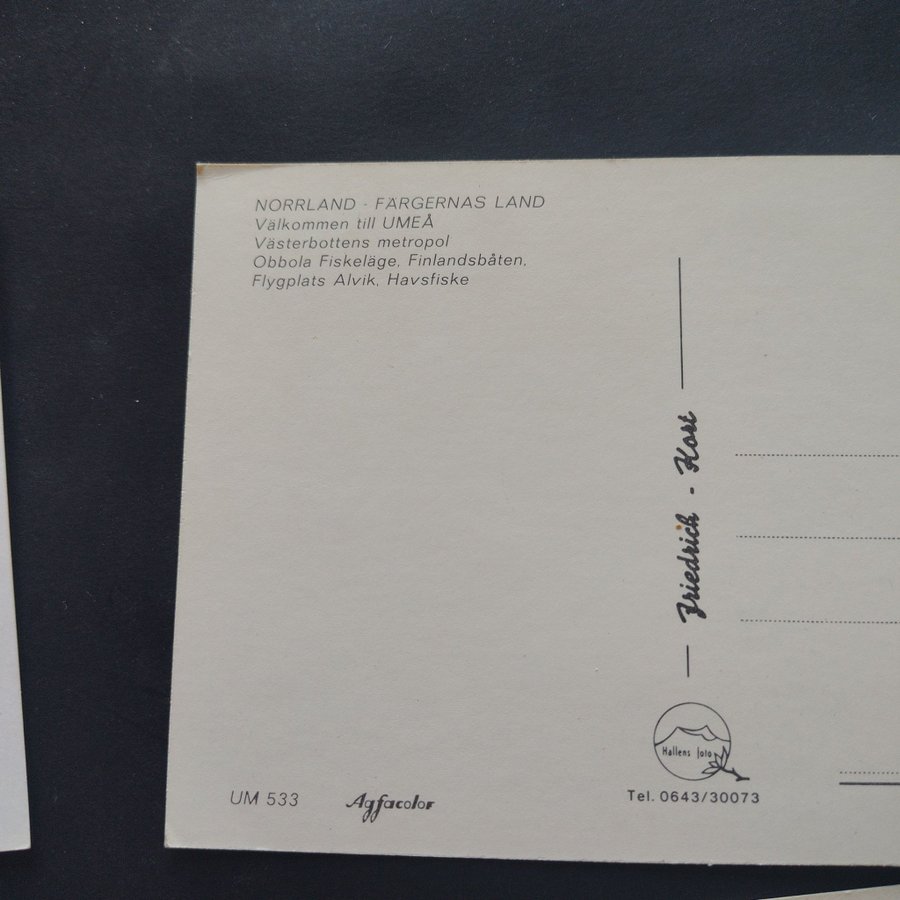 NORRLAND - FÄRGERNAS LAND
Välkommen till UMEÅ
Västerbottens metropol
Obbola Fiskeläge, Finlandsbåten,
Flygplats Alvik, Havsfiske
Friedrich - Kort
Hallens foto
Tel. 0643/30073
UM 533
Agfacolor